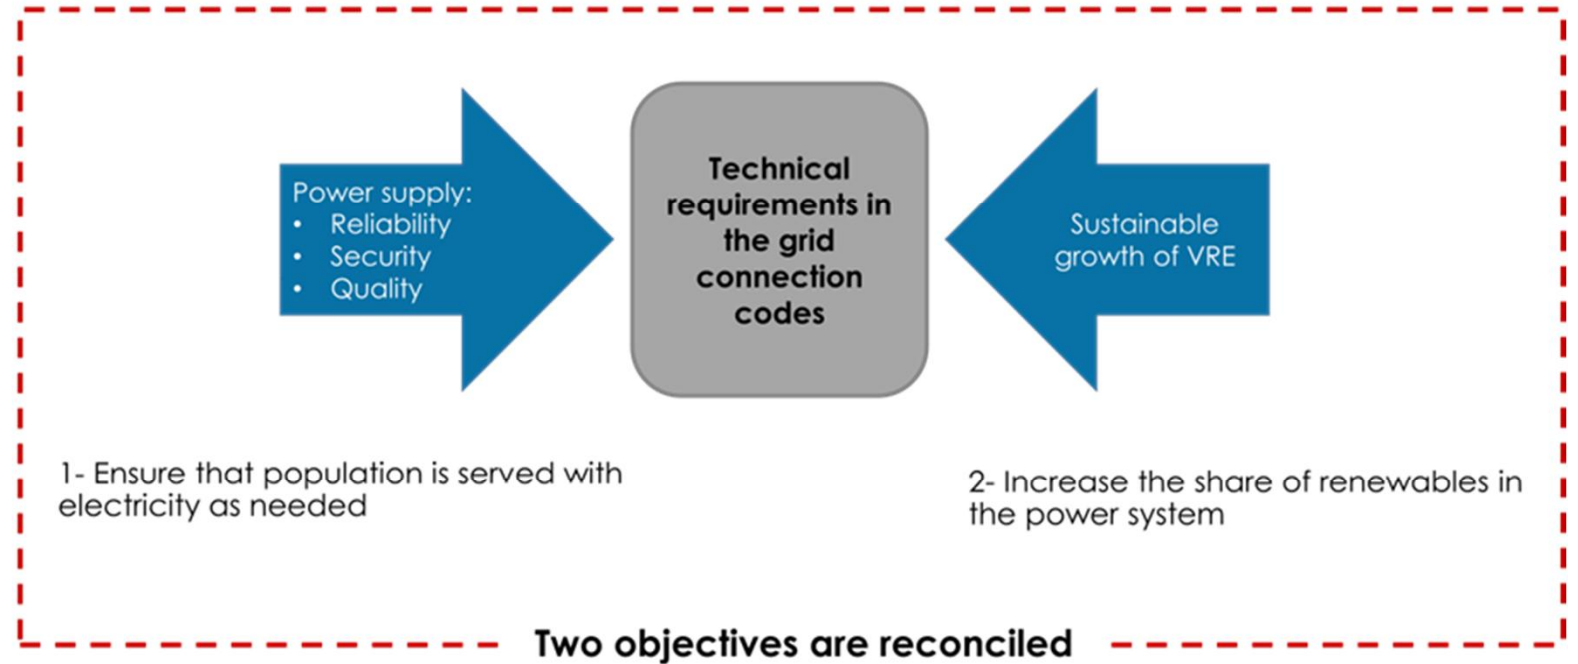 Power supply:
• Reliability
• Security
• Quality
Technical
requirements in
the grid
connection
codes
Sustainable
growth of VRE
1- Ensure that population is served with
electricity as needed
2- Increase the share of renewables in
the power system
Two objectives are reconciled